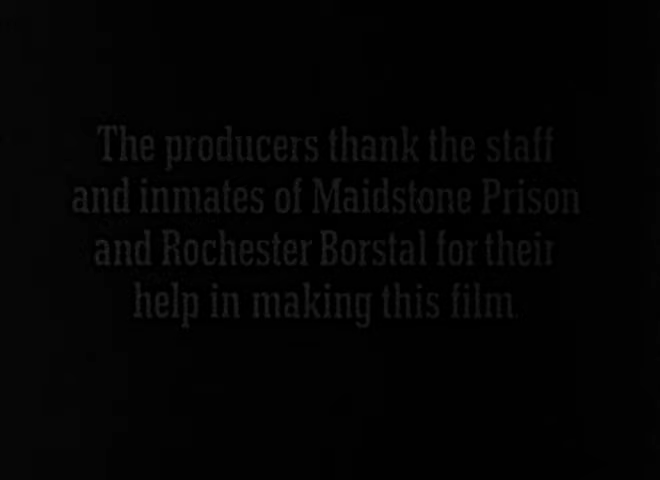 The producers thank the staff
and inmates of Maidstone Prison
and Rochester Borstal for their
help in making this film.